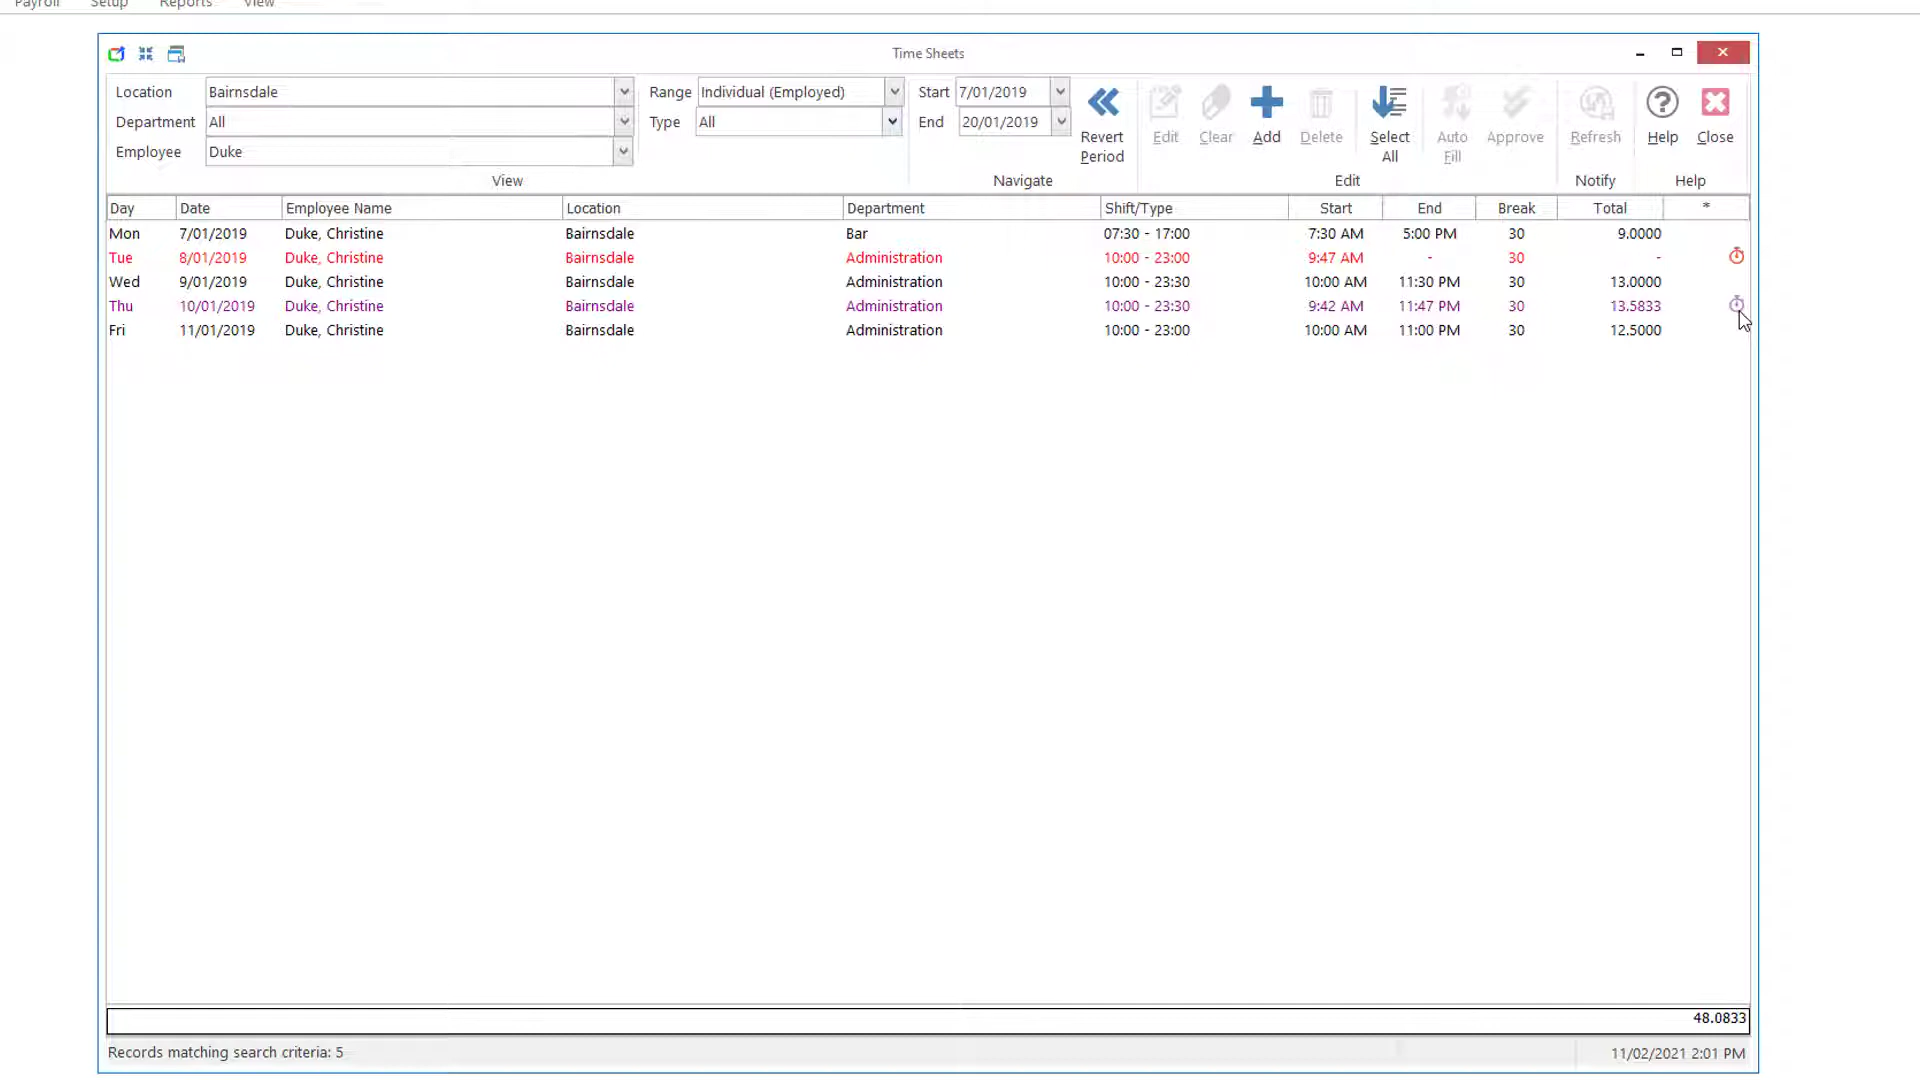 Payroll Setup Reports View
Time Sheets
Location Bairnsdale Range Individual (Employed) Start 7/01/2019
Department All Type All End 20/01/2019
Employee Duke
Revert Period Edit Clear Add Delete Select All Auto Fill Approve Refresh Help Close
View Navigate Edit Notify Help
Day Date Employee Name Location Department Shift/Type Start End Break Total *
Mon 7/01/2019 Duke, Christine Bairnsdale Bar 07:30 - 17:00 7:30 AM 5:00 PM 30 9.0000
Tue 8/01/2019 Duke, Christine Bairnsdale Administration 10:00 - 23:00 9:47 AM - 30 -
Wed 9/01/2019 Duke, Christine Bairnsdale Administration 10:00 - 23:30 10:00 AM 11:30 PM 30 13.0000
Thu 10/01/2019 Duke, Christine Bairnsdale Administration 10:00 - 23:30 9:42 AM 11:47 PM 30 13.5833
Fri 11/01/2019 Duke, Christine Bairnsdale Administration 10:00 - 23:00 10:00 AM 11:00 PM 30 12.5000
48.0833
Records matching search criteria: 5 11/02/2021 2:01 PM